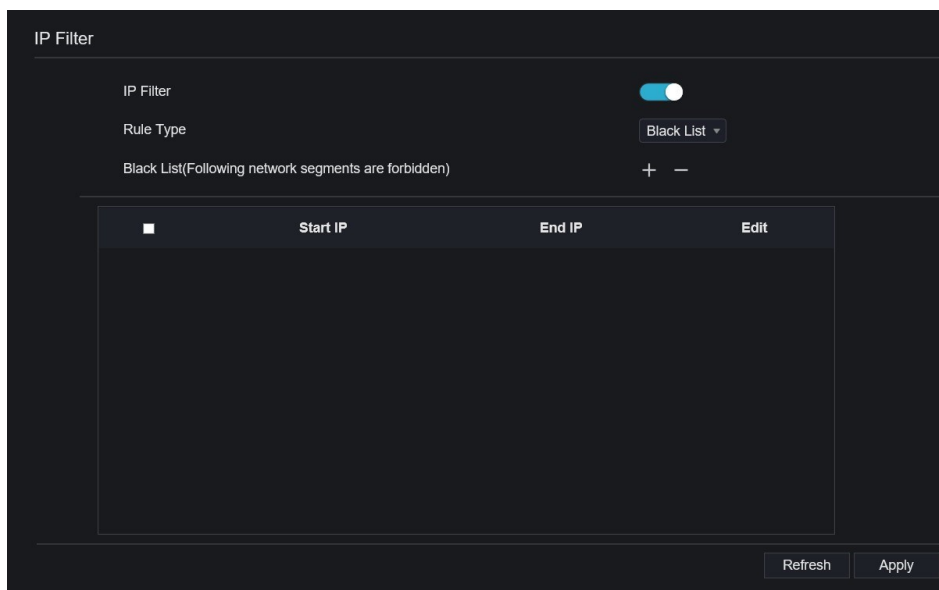 IP Filter
IP Filter
Rule Type
Black List
Black List(Following network segments are forbidden)
Start IP End IP Edit
Refresh Apply